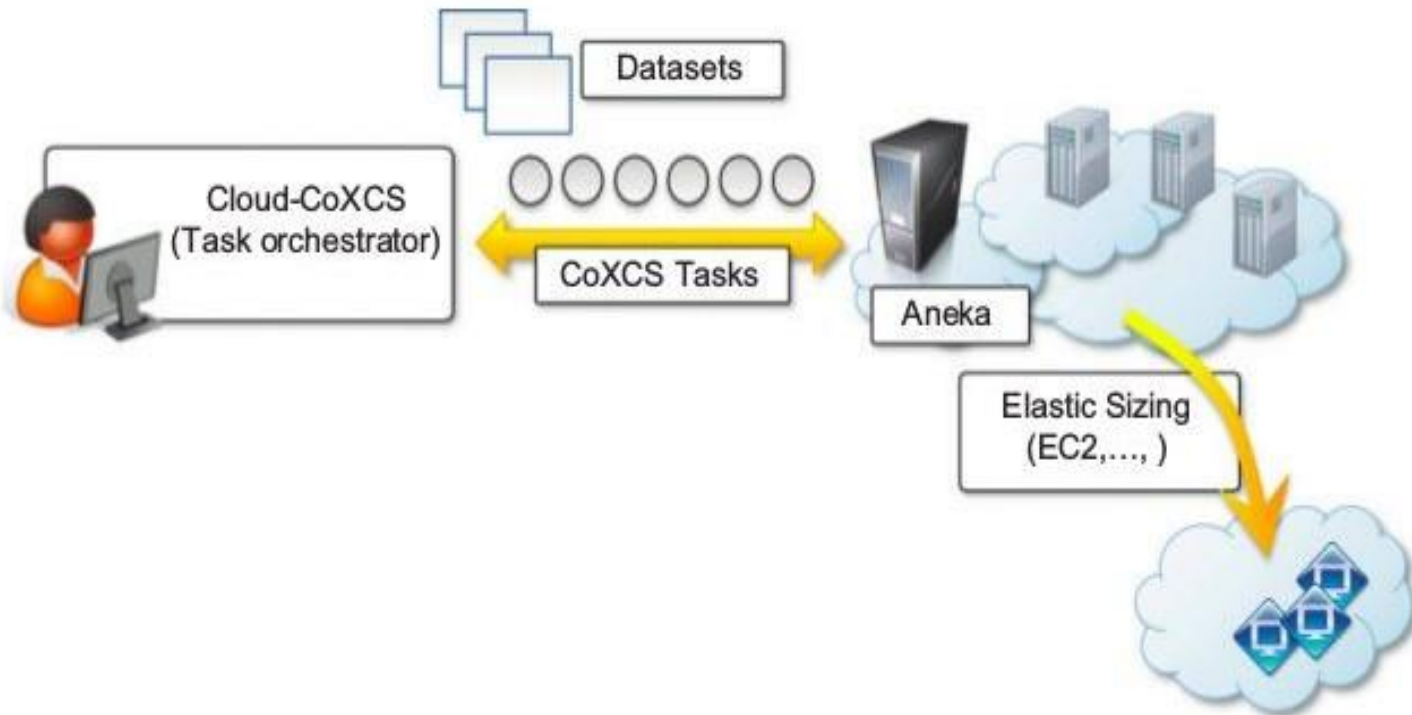 Datasets
Cloud-CoXCS
(Task orchestrator)
CoXCS Tasks
Aneka
Elastic Sizing
(EC2,..., )